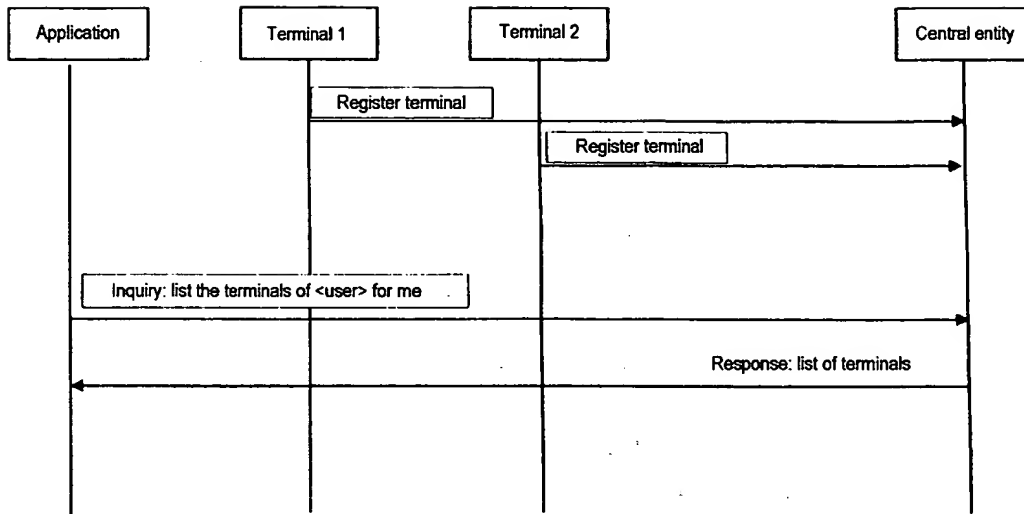 Application
Terminal 1
Terminal 2
Central entity
Register terminal
Register terminal
Inquiry: list the terminals of <user> for me
Response: list of terminals